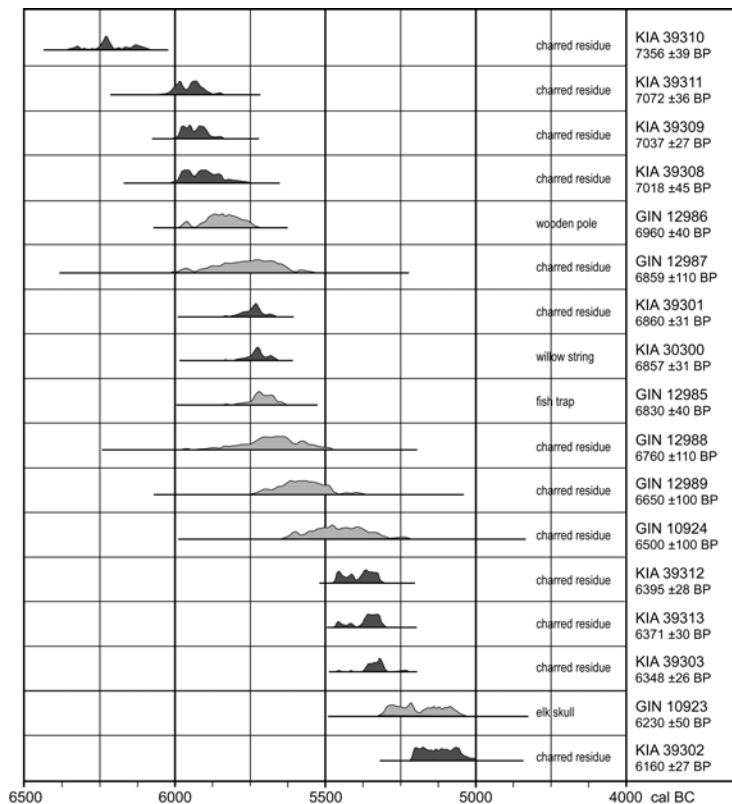 charred residue KIA 39310
7356 ±39 BP
charred residue KIA 39311
7072 ±36 BP
charred residue KIA 39309
7037 ±27 BP
charred residue KIA 39308
7018 ±45 BP
wooden pole GIN 12986
6960 ±40 BP
charred residue GIN 12987
6859 ±110 BP
charred residue KIA 39301
6860 ±31 BP
willow string KIA 30300
6857 ±31 BP
fish trap GIN 12985
6830 ±40 BP
charred residue GIN 12988
6760 ±110 BP
charred residue GIN 12989
6650 ±100 BP
charred residue GIN 10924
6500 ±100 BP
charred residue KIA 39312
6395 ±28 BP
charred residue KIA 39313
6371 ±30 BP
charred residue KIA 39303
6348 ±26 BP
elk skull GIN 10923
6230 ±50 BP
charred residue KIA 39302
6160 ±27 BP
6500 6000 5500 5000 4000 cal BC